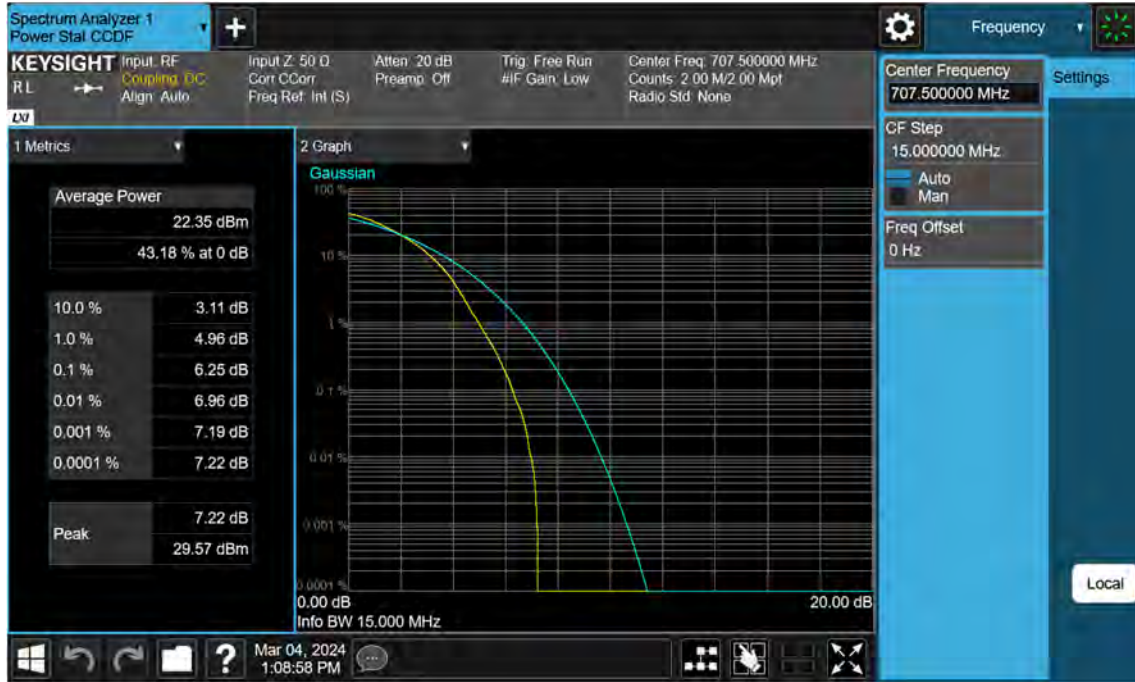 Spectrum Analyzer 1
Power Stat CCDF
Frequency
KEYSIGHT
RL
LXI
Input: RF
Coupling: DC
Align: Auto
Input Z: 50 Ω
Corr CCorr
Freq Ref: Int (S)
Atten: 20 dB
Preamp: Off
Trig: Free Run
#IF Gain: Low
Center Freq: 707.500000 MHz
Counts: 2.00 M/2.00 Mpt
Radio Std: None
Center Frequency
707.500000 MHz
Settings
CF Step
15.000000 MHz
Auto
Man
Freq Offset
0 Hz
1 Metrics
Average Power
22.35 dBm
43.18 % at 0 dB
10.0 % 3.11 dB
1.0 % 4.96 dB
0.1 % 6.25 dB
0.01 % 6.96 dB
0.001 % 7.19 dB
0.0001 % 7.22 dB
Peak
7.22 dB
29.57 dBm
2 Graph
Gaussian
100 %
10 %
1 %
0.1 %
0.01 %
0.001 %
0.0001 %
0.00 dB 20.00 dB
Info BW 15.000 MHz
Local
?
Mar 04, 2024
1:08:58 PM